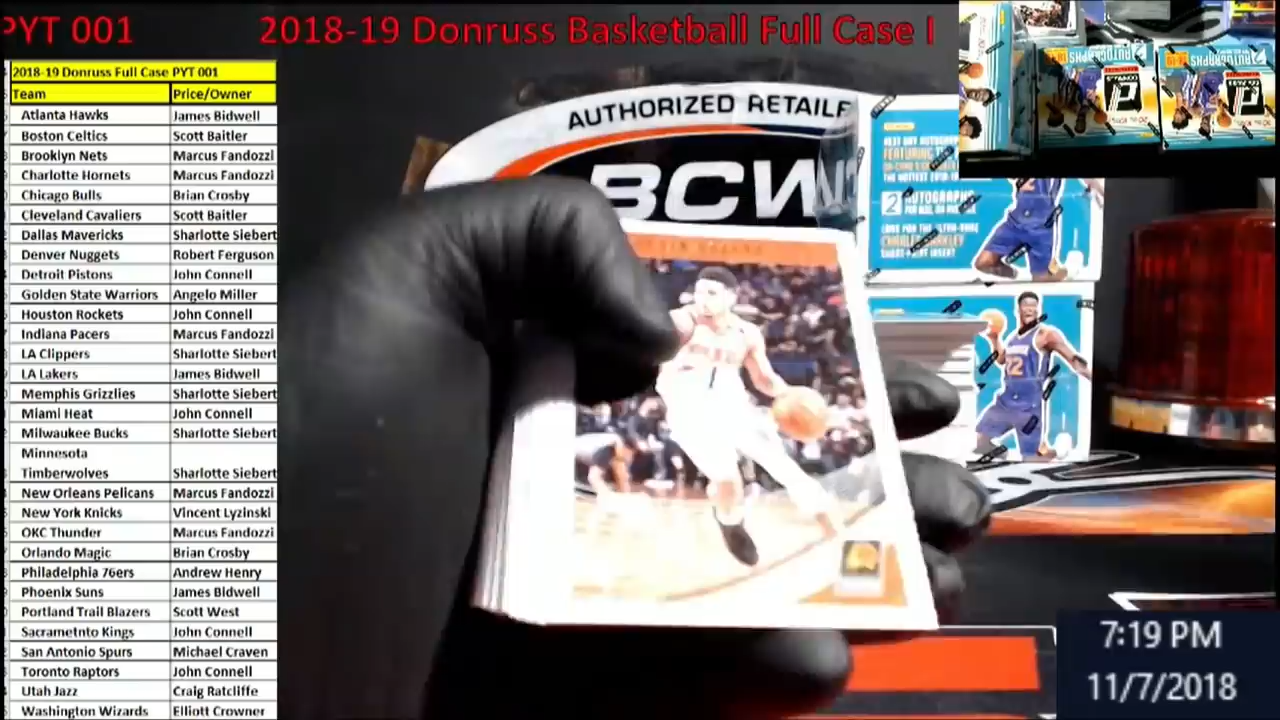 PYT 001
2018-19 Donruss Basketball Full Case
2018-19 Donruss Full Case PYT 001
Team Price/Owner
Atlanta Hawks James Bidwell
Boston Celtics Scott Baitler
Brooklyn Nets Marcus Fandozzi
Charlotte Hornets Marcus Fandozzi
Chicago Bulls Brian Crosby
Cleveland Cavaliers Scott Baitler
Dallas Mavericks Sharlotte Siebert
Denver Nuggets Robert Ferguson
Detroit Pistons John Connell
Golden State Warriors Angelo Miller
Houston Rockets John Connell
Indiana Pacers Marcus Fandozzi
LA Clippers Sharlotte Siebert
LA Lakers James Bidwell
Memphis Grizzlies Sharlotte Siebert
Miami Heat John Connell
Milwaukee Bucks Sharlotte Siebert
Minnesota
Timberwolves Sharlotte Siebert
New Orleans Pelicans Marcus Fandozzi
New York Knicks Vincent Lyzinski
OKC Thunder Marcus Fandozzi
Orlando Magic Brian Crosby
Philadelphia 76ers Andrew Henry
Phoenix Suns James Bidwell
Portland Trail Blazers Scott West
Sacrametnto Kings John Connell
San Antonio Spurs Michael Craven
Toronto Raptors John Connell
Utah Jazz Craig Ratcliffe
Washington Wizards Elliott Crowner
AUTHORIZED RETAILE
BCW
2 AUTOGRAPHS
22
7:19 PM
11/7/2018